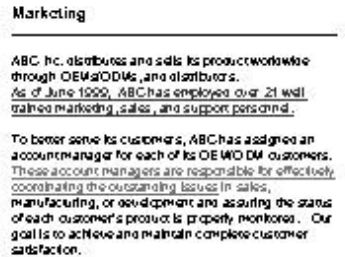 Marketing
ABC Inc. distributes and sells its product worldwide
through OEMs/ODMs, and distributors.
As of June 1999, ABC has employed over 21 well
trained marketing, sales, and support personnel.
To better serve its customers, ABC has assigned an
account manager for each of its OEM/ODM customers.
These account managers are responsible for effectively
coordinating the outstanding issues in sales,
manufacturing, or development and assuring the status
of each customer's product is properly monitored. Our
goal is to achieve and maintain complete customer
satisfaction.